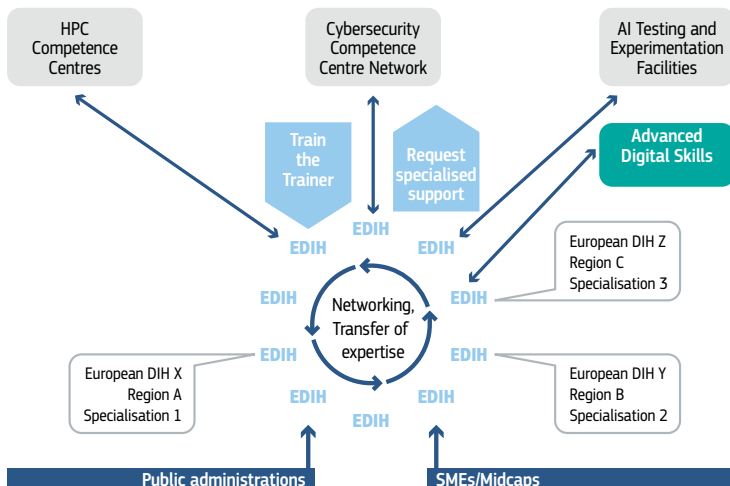 HPC
Competence
Centres
Cybersecurity
Competence
Centre Network
AI Testing and
Experimentation
Facilities
Train
the
Trainer
Request
specialised
support
Advanced
Digital Skills
EDIH
EDIH
EDIH
European DIH Z
Region C
Specialisation 3
EDIH
EDIH
Networking,
Transfer of
expertise
EDIH
EDIH
European DIH X
Region A
Specialisation 1
European DIH Y
Region B
Specialisation 2
EDIH
EDIH
EDIH
Public administrations
SMEs/Midcaps